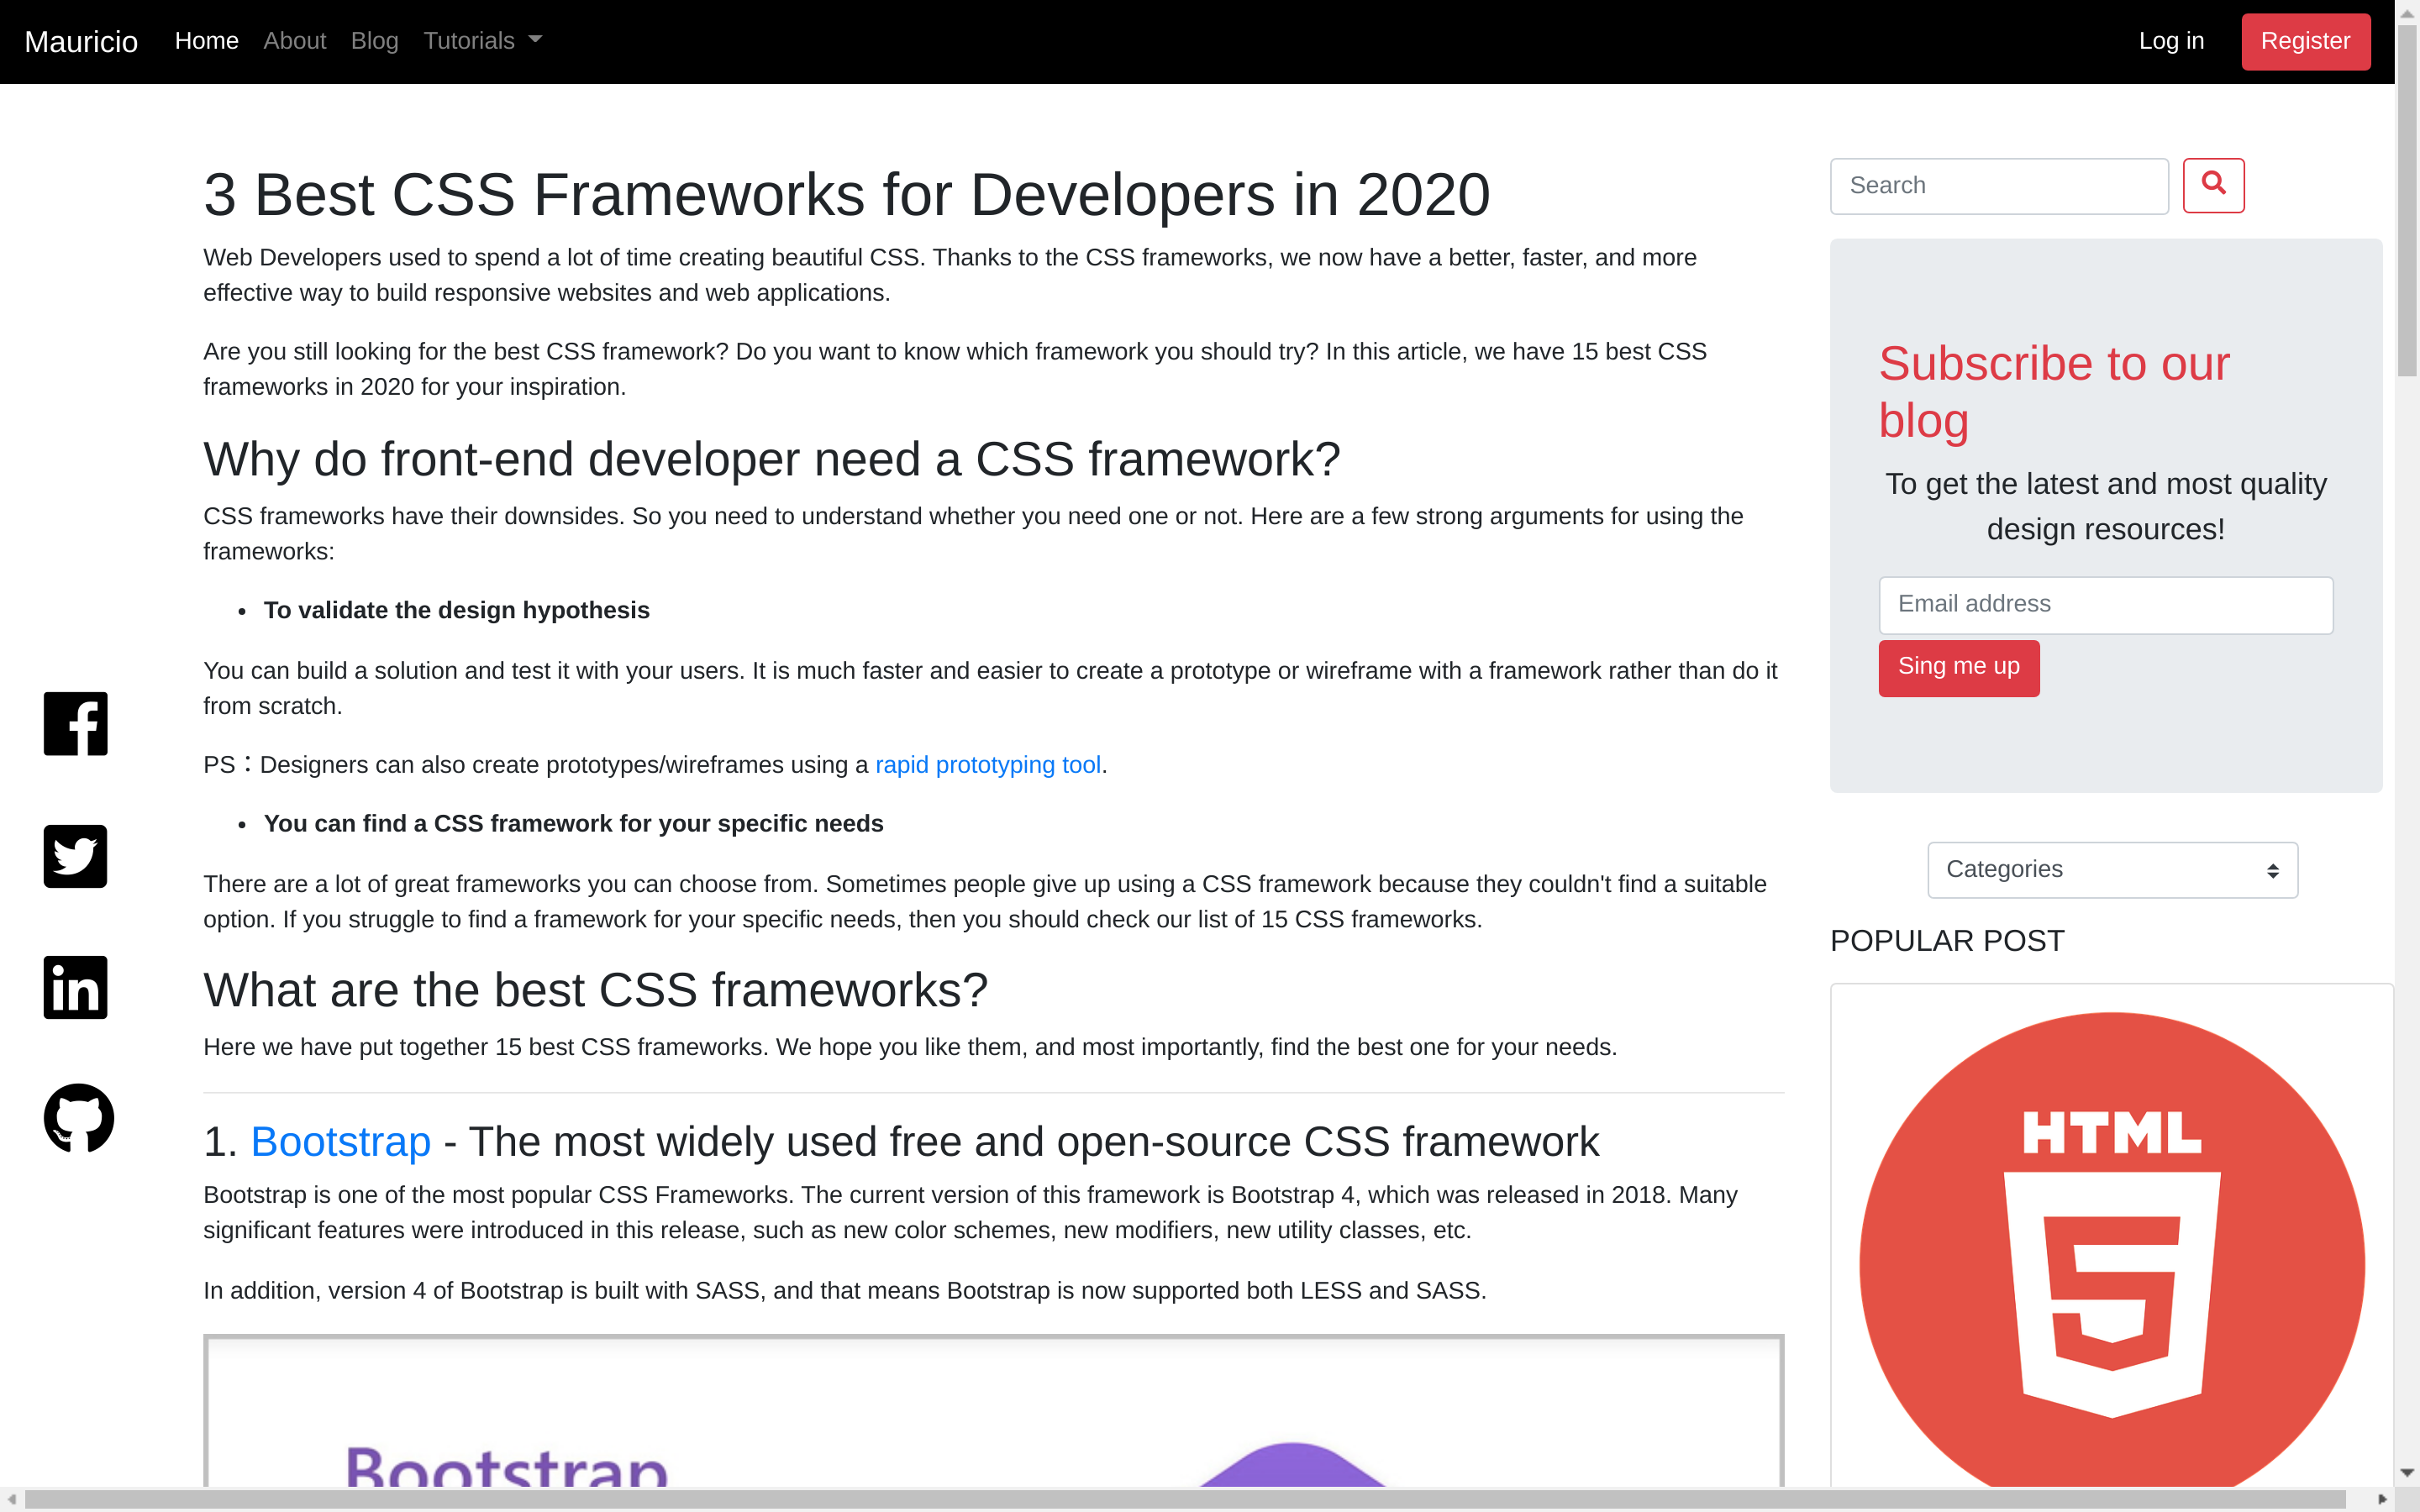 Mauricio Home About Blog Tutorials Log in Register
3 Best CSS Frameworks for Developers in 2020
Web Developers used to spend a lot of time creating beautiful CSS. Thanks to the CSS frameworks, we now have a better, faster, and more
effective way to build responsive websites and web applications.
Are you still looking for the best CSS framework? Do you want to know which framework you should try? In this article, we have 15 best CSS
frameworks in 2020 for your inspiration.
Why do front-end developer need a CSS framework?
CSS frameworks have their downsides. So you need to understand whether you need one or not. Here are a few strong arguments for using the
frameworks:
• To validate the design hypothesis
You can build a solution and test it with your users. It is much faster and easier to create a prototype or wireframe with a framework rather than do it
from scratch.
PS：Designers can also create prototypes/wireframes using a rapid prototyping tool.
• You can find a CSS framework for your specific needs
There are a lot of great frameworks you can choose from. Sometimes people give up using a CSS framework because they couldn't find a suitable
option. If you struggle to find a framework for your specific needs, then you should check our list of 15 CSS frameworks.
What are the best CSS frameworks?
Here we have put together 15 best CSS frameworks. We hope you like them, and most importantly, find the best one for your needs.
1. Bootstrap - The most widely used free and open-source CSS framework
Bootstrap is one of the most popular CSS Frameworks. The current version of this framework is Bootstrap 4, which was released in 2018. Many
significant features were introduced in this release, such as new color schemes, new modifiers, new utility classes, etc.
In addition, version 4 of Bootstrap is built with SASS, and that means Bootstrap is now supported both LESS and SASS.
Bootstrap
Search
Subscribe to our
blog
To get the latest and most quality
design resources!
Email address
Sing me up
Categories
POPULAR POST
HTML
5